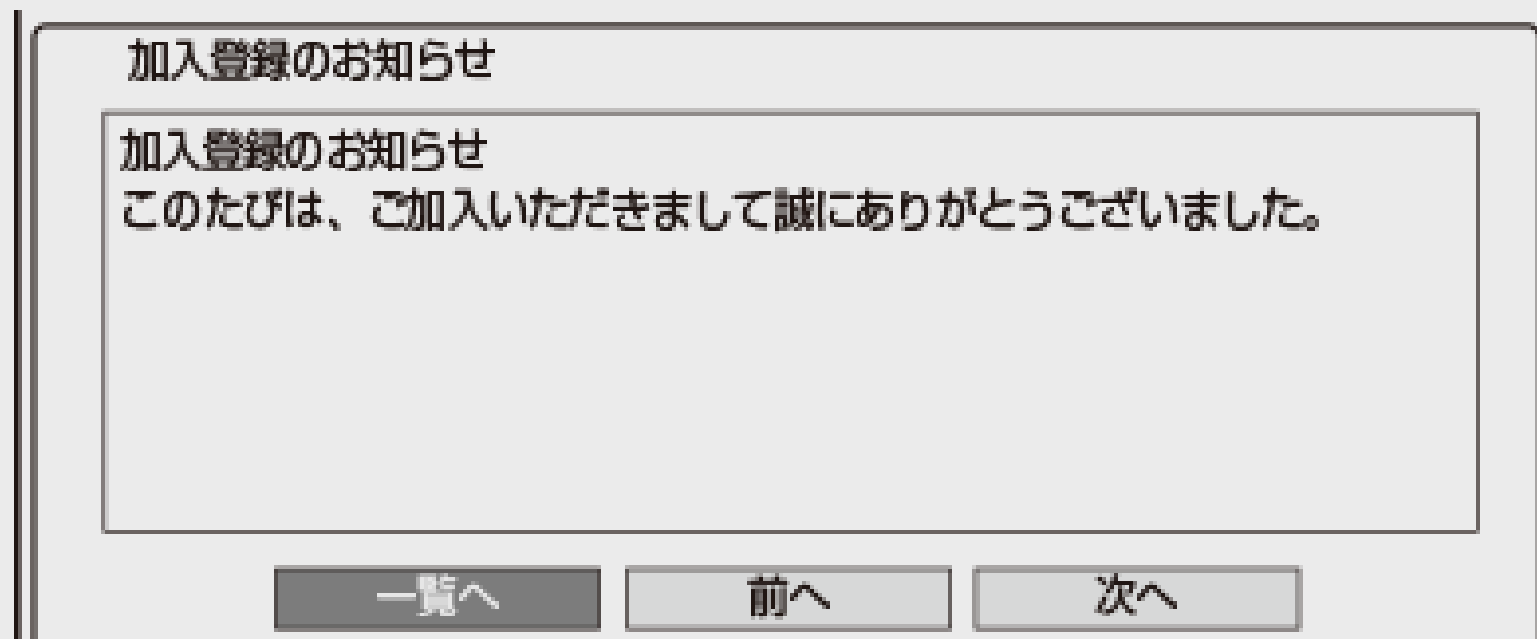 加入登録のお知らせ
加入登録のお知らせ
このたびは、ご加入いただきまして誠にありがとうございました。
一覧へ
前へ
次へ